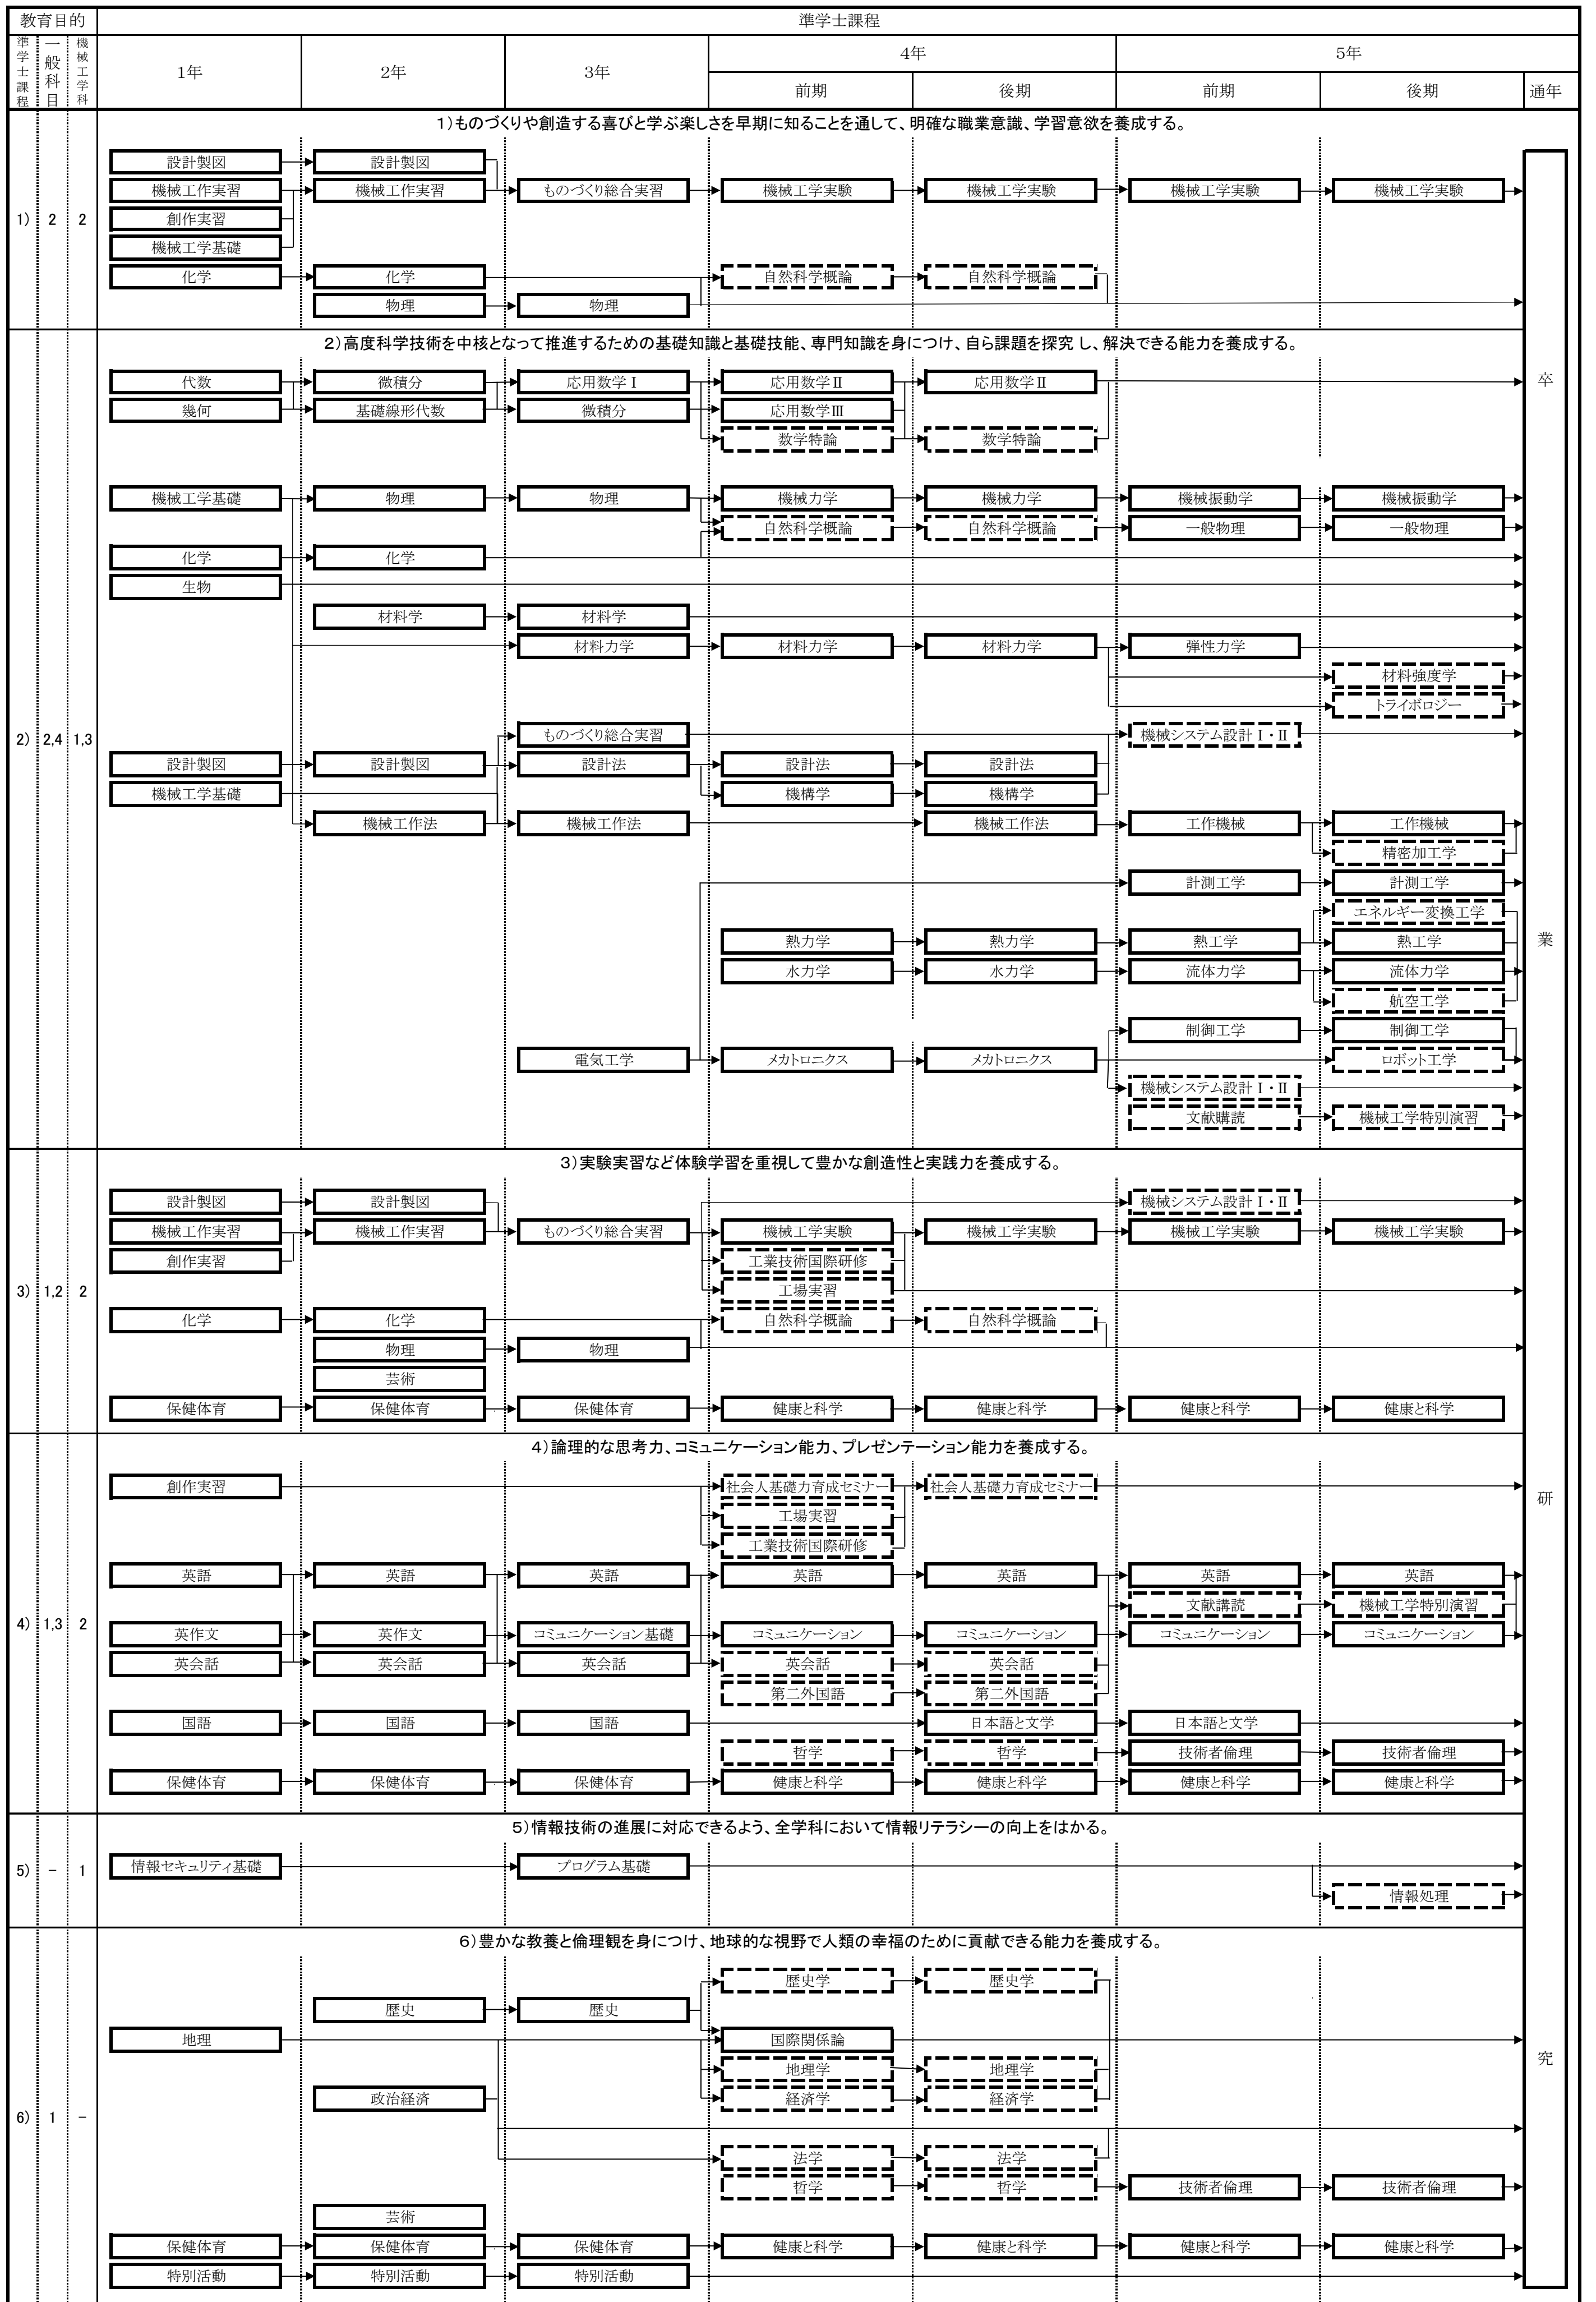 教育目的 準学士課程
準学士課程 一般科目 機械工学科 1年 2年 3年 4年 5年
前期 後期 前期 後期 通年
1)ものづくりや創造する喜びと学ぶ楽しさを早期に知ることを通して、明確な職業意識、学習意欲を養成する。
設計製図 設計製図
機械工作実習 機械工作実習 ものづくり総合実習 機械工学実験 機械工学実験 機械工学実験 機械工学実験
1) 2 2 創作実習
機械工学基礎
化学 化学 自然科学概論 自然科学概論
物理 物理
2)高度科学技術を中核となって推進するための基礎知識と基礎技能、専門知識を身につけ、自ら課題を探究し、解決できる能力を養成する。
代数 微積分 応用数学Ⅰ 応用数学Ⅱ 応用数学Ⅱ 卒
幾何 基礎線形代数 微積分 応用数学Ⅲ
数学特論 数学特論
機械工学基礎 物理 物理 機械力学 機械力学 機械振動学 機械振動学
自然科学概論 自然科学概論 一般物理 一般物理
化学 化学
生物
材料学 材料学
材料力学 材料力学 材料力学 弾性力学
材料強度学
トライボロジー
2) 2,4 1,3 ものづくり総合実習 機械システム設計Ⅰ・Ⅱ
設計製図 設計製図 設計法 設計法 設計法
機械工学基礎 機構学 機構学
機械工作法 機械工作法 機械工作法 工作機械 工作機械
精密加工学
計測工学 計測工学
エネルギー変換工学
熱力学 熱力学 熱工学 熱工学 業
水力学 水力学 流体力学 流体力学
航空工学
制御工学 制御工学
電気工学 メカトロニクス メカトロニクス ロボット工学
機械システム設計Ⅰ・Ⅱ
文献購読 機械工学特別演習
3)実験実習など体験学習を重視して豊かな創造性と実践力を養成する。
設計製図 設計製図 機械システム設計Ⅰ・Ⅱ
機械工作実習 機械工作実習 ものづくり総合実習 機械工学実験 機械工学実験 機械工学実験 機械工学実験
創作実習 工業技術国際研修
3) 1,2 2 工場実習
化学 化学 自然科学概論 自然科学概論
物理 物理
芸術
保健体育 保健体育 保健体育 健康と科学 健康と科学 健康と科学 健康と科学
4)論理的な思考力、コミュニケーション能力、プレゼンテーション能力を養成する。
創作実習 社会人基礎力育成セミナー 社会人基礎力育成セミナー 研
工場実習
工業技術国際研修
英語 英語 英語 英語 英語 英語 英語
文献講読 機械工学特別演習
4) 1,3 2 英作文 英作文 コミュニケーション基礎 コミュニケーション コミュニケーション コミュニケーション コミュニケーション
英会話 英会話 英会話 英会話 英会話
第二外国語 第二外国語
国語 国語 国語 日本語と文学 日本語と文学
哲学 哲学 技術者倫理 技術者倫理
保健体育 保健体育 保健体育 健康と科学 健康と科学 健康と科学 健康と科学
5)情報技術の進展に対応できるよう、全学科において情報リテラシーの向上をはかる。
5) − 1 情報セキュリティ基礎 プログラム基礎
情報処理
6)豊かな教養と倫理観を身につけ、地球的な視野で人類の幸福のために貢献できる能力を養成する。
歴史学 歴史学
歴史 歴史
地理 国際関係論 究
地理学 地理学
政治経済 経済学 経済学
6) 1 −
法学 法学
哲学 哲学 技術者倫理 技術者倫理
芸術
保健体育 保健体育 保健体育 健康と科学 健康と科学 健康と科学 健康と科学
特別活動 特別活動 特別活動